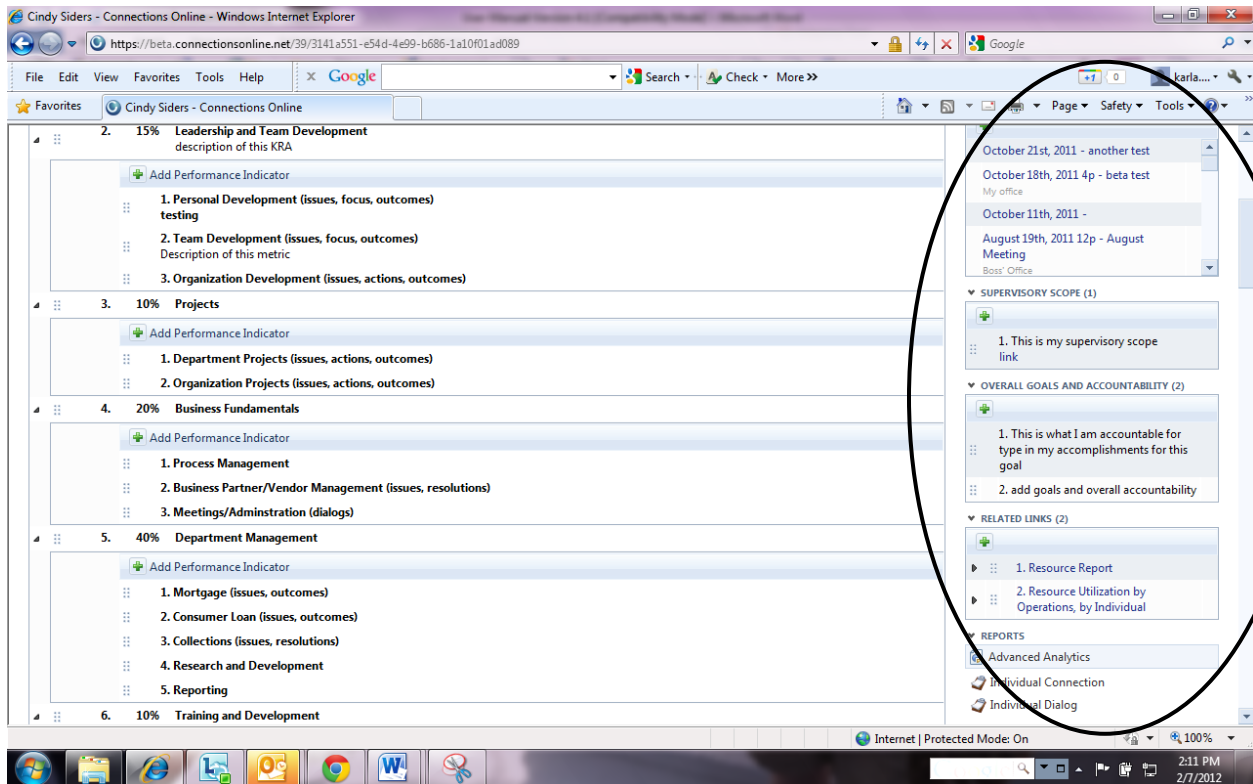 Cindy Siders - Connections Online - Windows Internet Explorer
https://beta.connectionsonline.net/39/3141a551-e54d-4e99-b686-1a10f01ad089
Google
File Edit View Favorites Tools Help
x Google
Search
Check
More »
+1
0
karla....
Favorites
Cindy Siders - Connections Online
Page
Safety
Tools
2. 15% Leadership and Team Development
description of this KRA
Add Performance Indicator
1. Personal Development (issues, focus, outcomes)
testing
2. Team Development (issues, focus, outcomes)
Description of this metric
3. Organization Development (issues, actions, outcomes)
3. 10% Projects
Add Performance Indicator
1. Department Projects (issues, actions, outcomes)
2. Organization Projects (issues, actions, outcomes)
4. 20% Business Fundamentals
Add Performance Indicator
1. Process Management
2. Business Partner/Vendor Management (issues, resolutions)
3. Meetings/Adminstration (dialogs)
5. 40% Department Management
Add Performance Indicator
1. Mortgage (issues, outcomes)
2. Consumer Loan (issues, outcomes)
3. Collections (issues, resolutions)
4. Research and Development
5. Reporting
6. 10% Training and Development
October 21st, 2011 - another test
October 18th, 2011 4p - beta test
My office
October 11th, 2011 -
August 19th, 2011 12p - August
Meeting
Boss' Office
SUPERVISORY SCOPE (1)
1. This is my supervisory scope
link
OVERALL GOALS AND ACCOUNTABILITY (2)
1. This is what I am accountable for
type in my accomplishments for this
goal
2. add goals and overall accountability
RELATED LINKS (2)
1. Resource Report
2. Resource Utilization by
Operations, by Individual
REPORTS
Advanced Analytics
Individual Connection
Individual Dialog
Internet | Protected Mode: On
100%
2:11 PM
2/7/2012